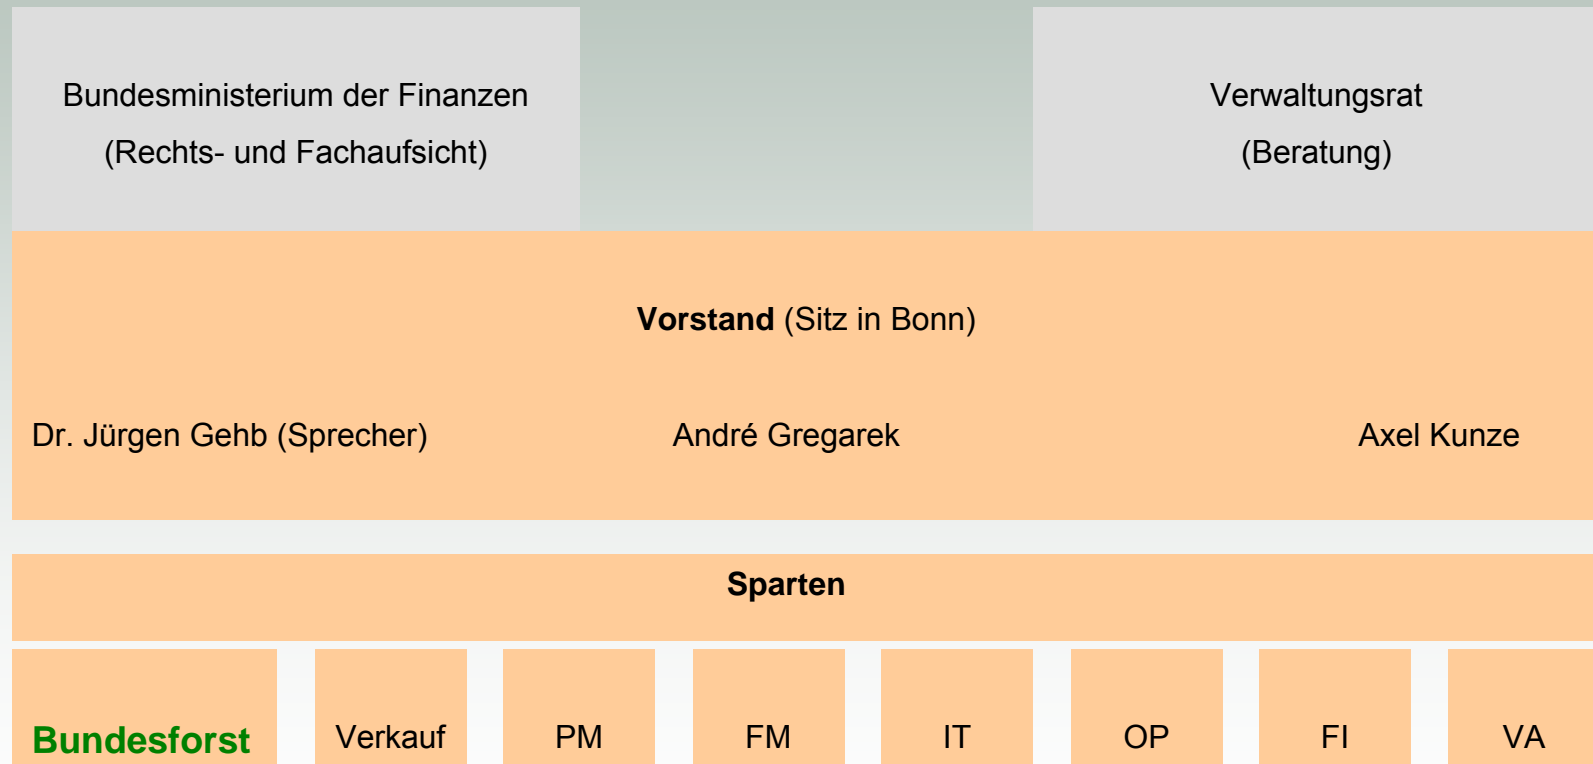 Bundesministerium der Finanzen
(Rechts- und Fachaufsicht)
Verwaltungsrat
(Beratung)
Vorstand (Sitz in Bonn)
Dr. Jürgen Gehb (Sprecher)
André Gregarek
Axel Kunze
Sparten
Bundesforst
Verkauf
PM
FM
IT
OP
FI
VA